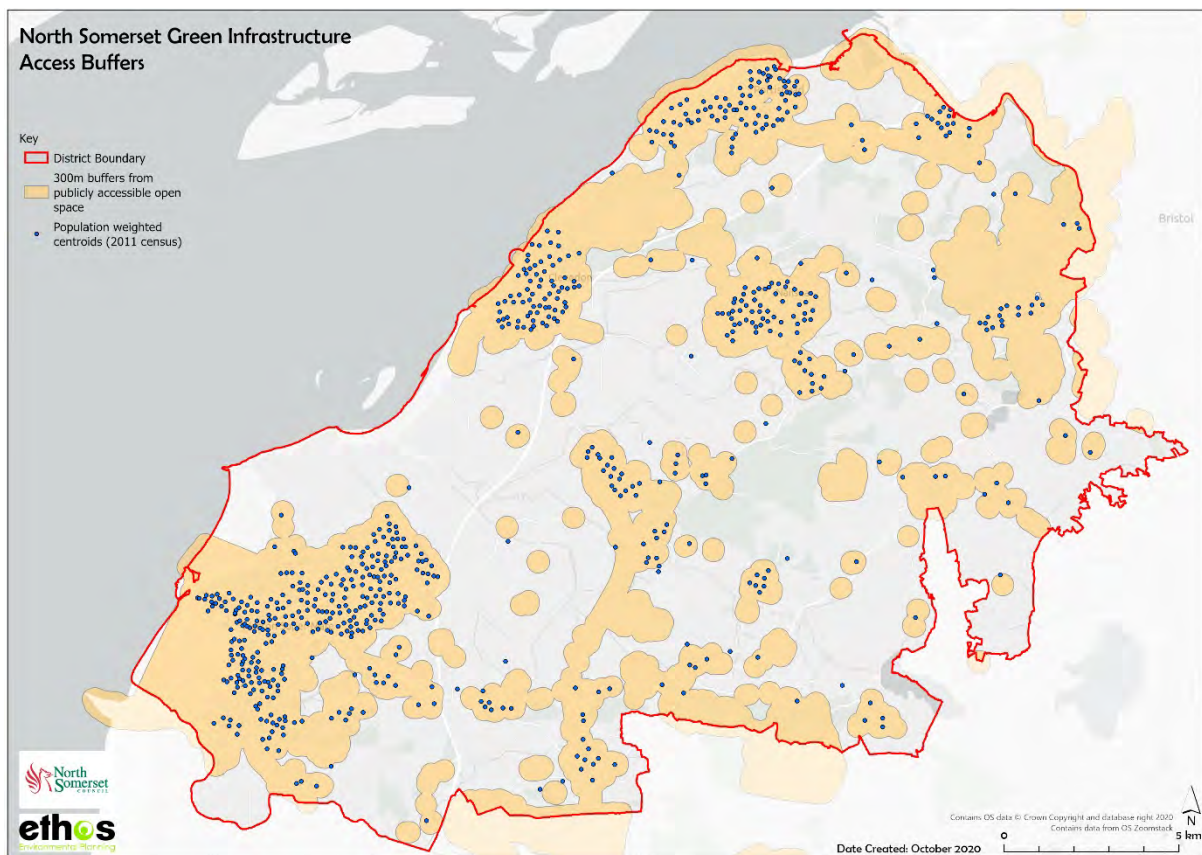 North Somerset Green Infrastructure
Access Buffers
Key
District Boundary
300m buffers from
publicly accessible open
space
Population weighted
centroids (2011 census)
Bristol
North
Somerset
COUNCIL
ethos
Environmental Planning
Contains OS data © Crown Copyright and database right 2020
Contains data from OS Zoomstack
Date Created: October 2020
0
5 km
N